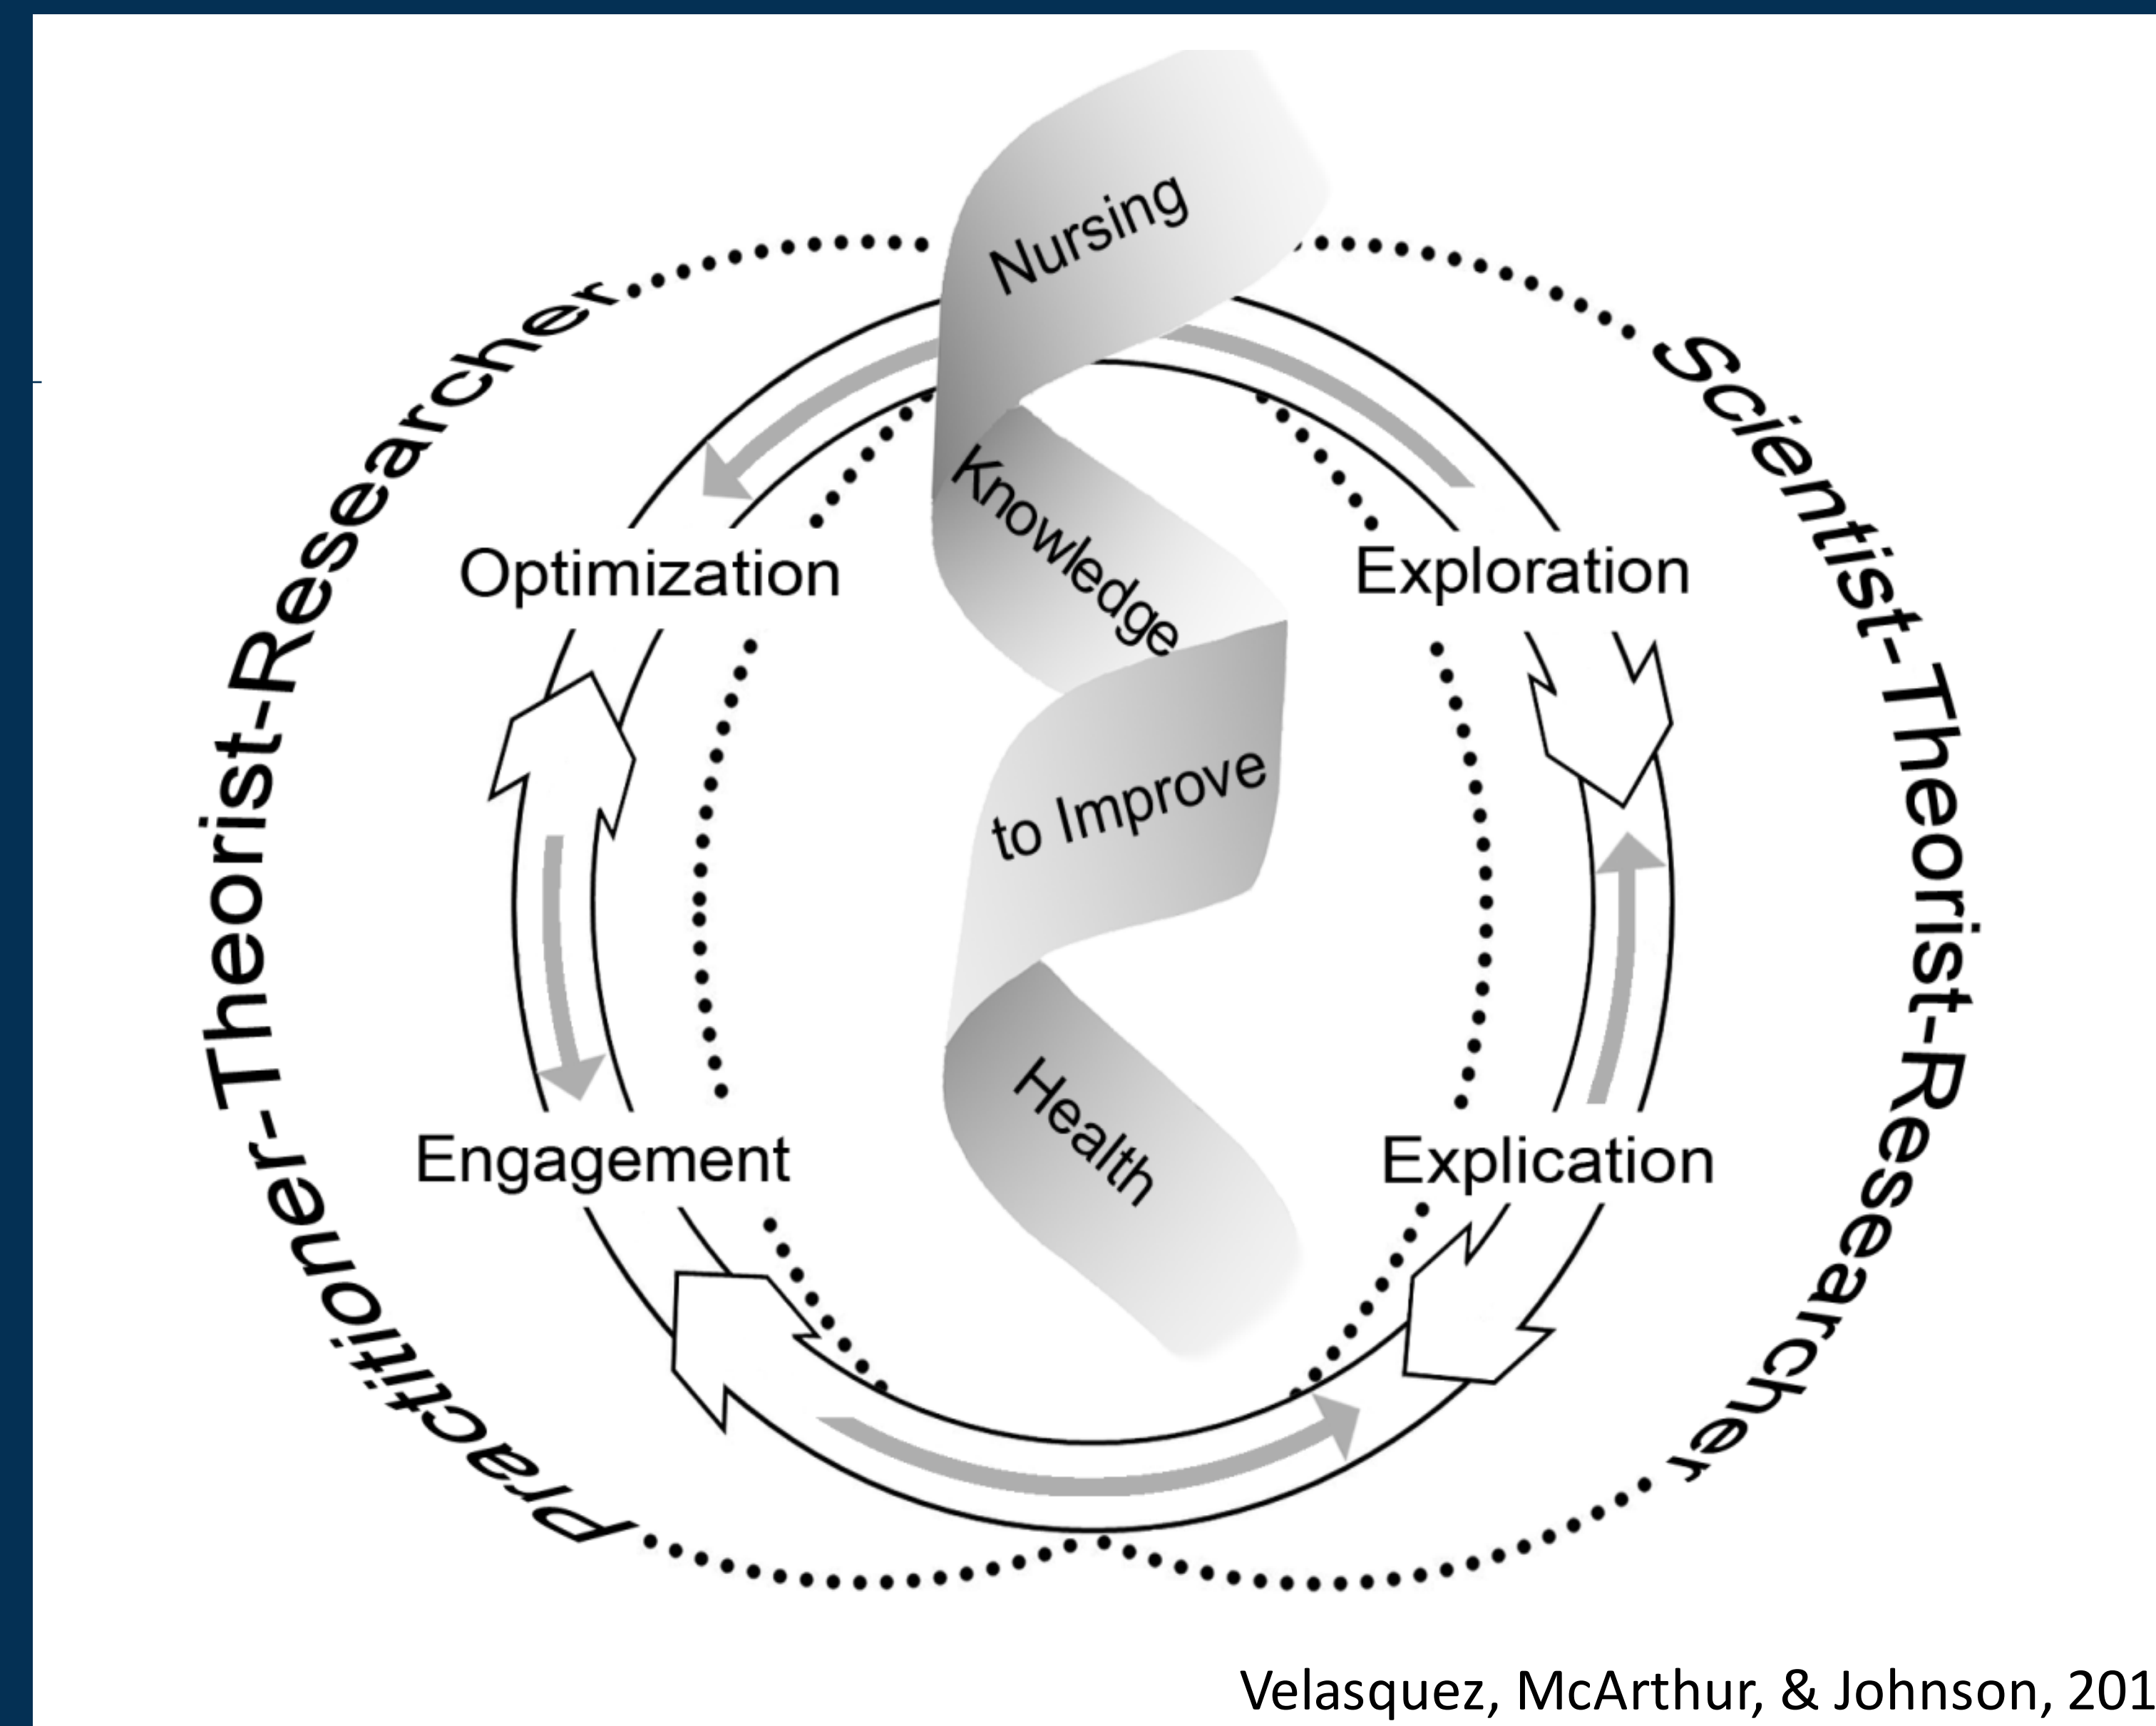 Nursing
Knowledge
to Improve
Health
Practitioner-Theorist-Researcher
Scientist-Theorist-Researcher
Optimization
Exploration
Engagement
Explication
Velasquez, McArthur, & Johnson, 201